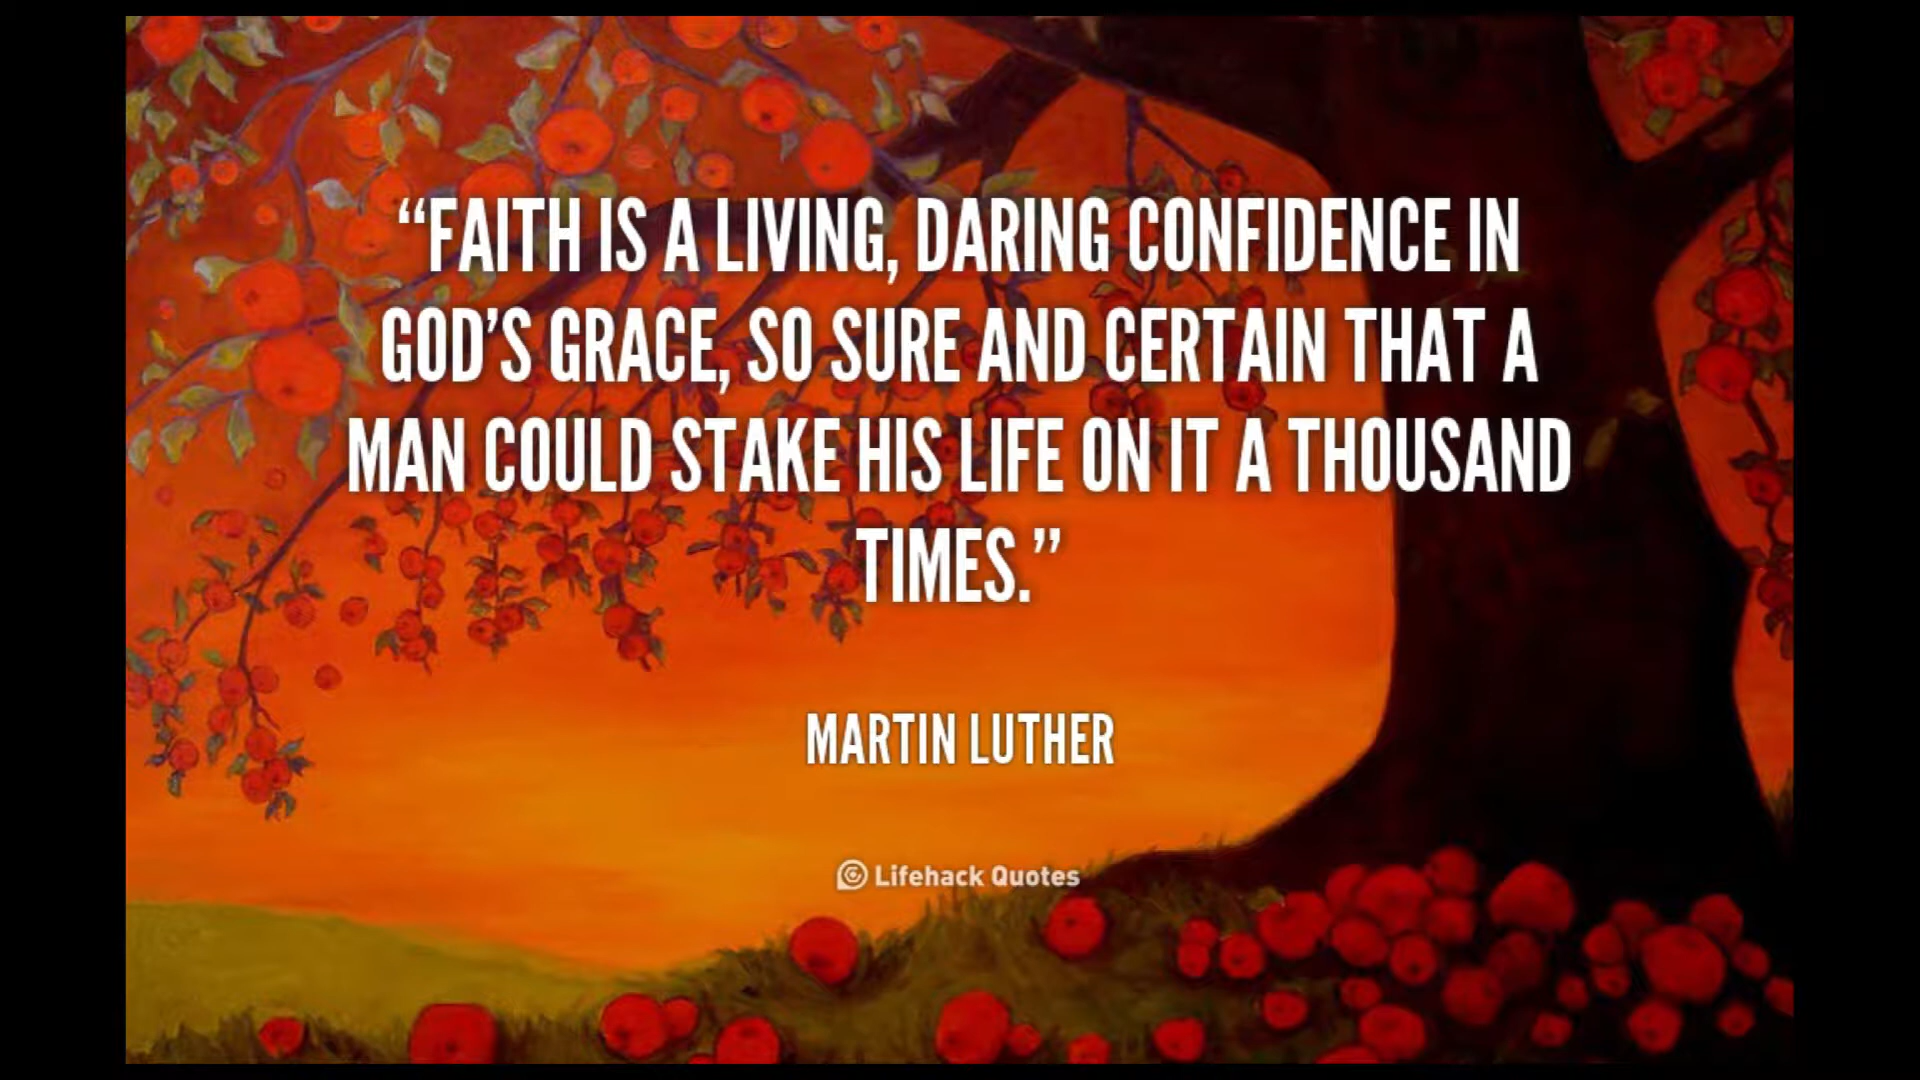 “FAITH IS A LIVING, DARING CONFIDENCE IN
GOD’S GRACE, SO SURE AND CERTAIN THAT A
MAN COULD STAKE HIS LIFE ON IT A THOUSAND
TIMES.”
MARTIN LUTHER
Lifehack Quotes